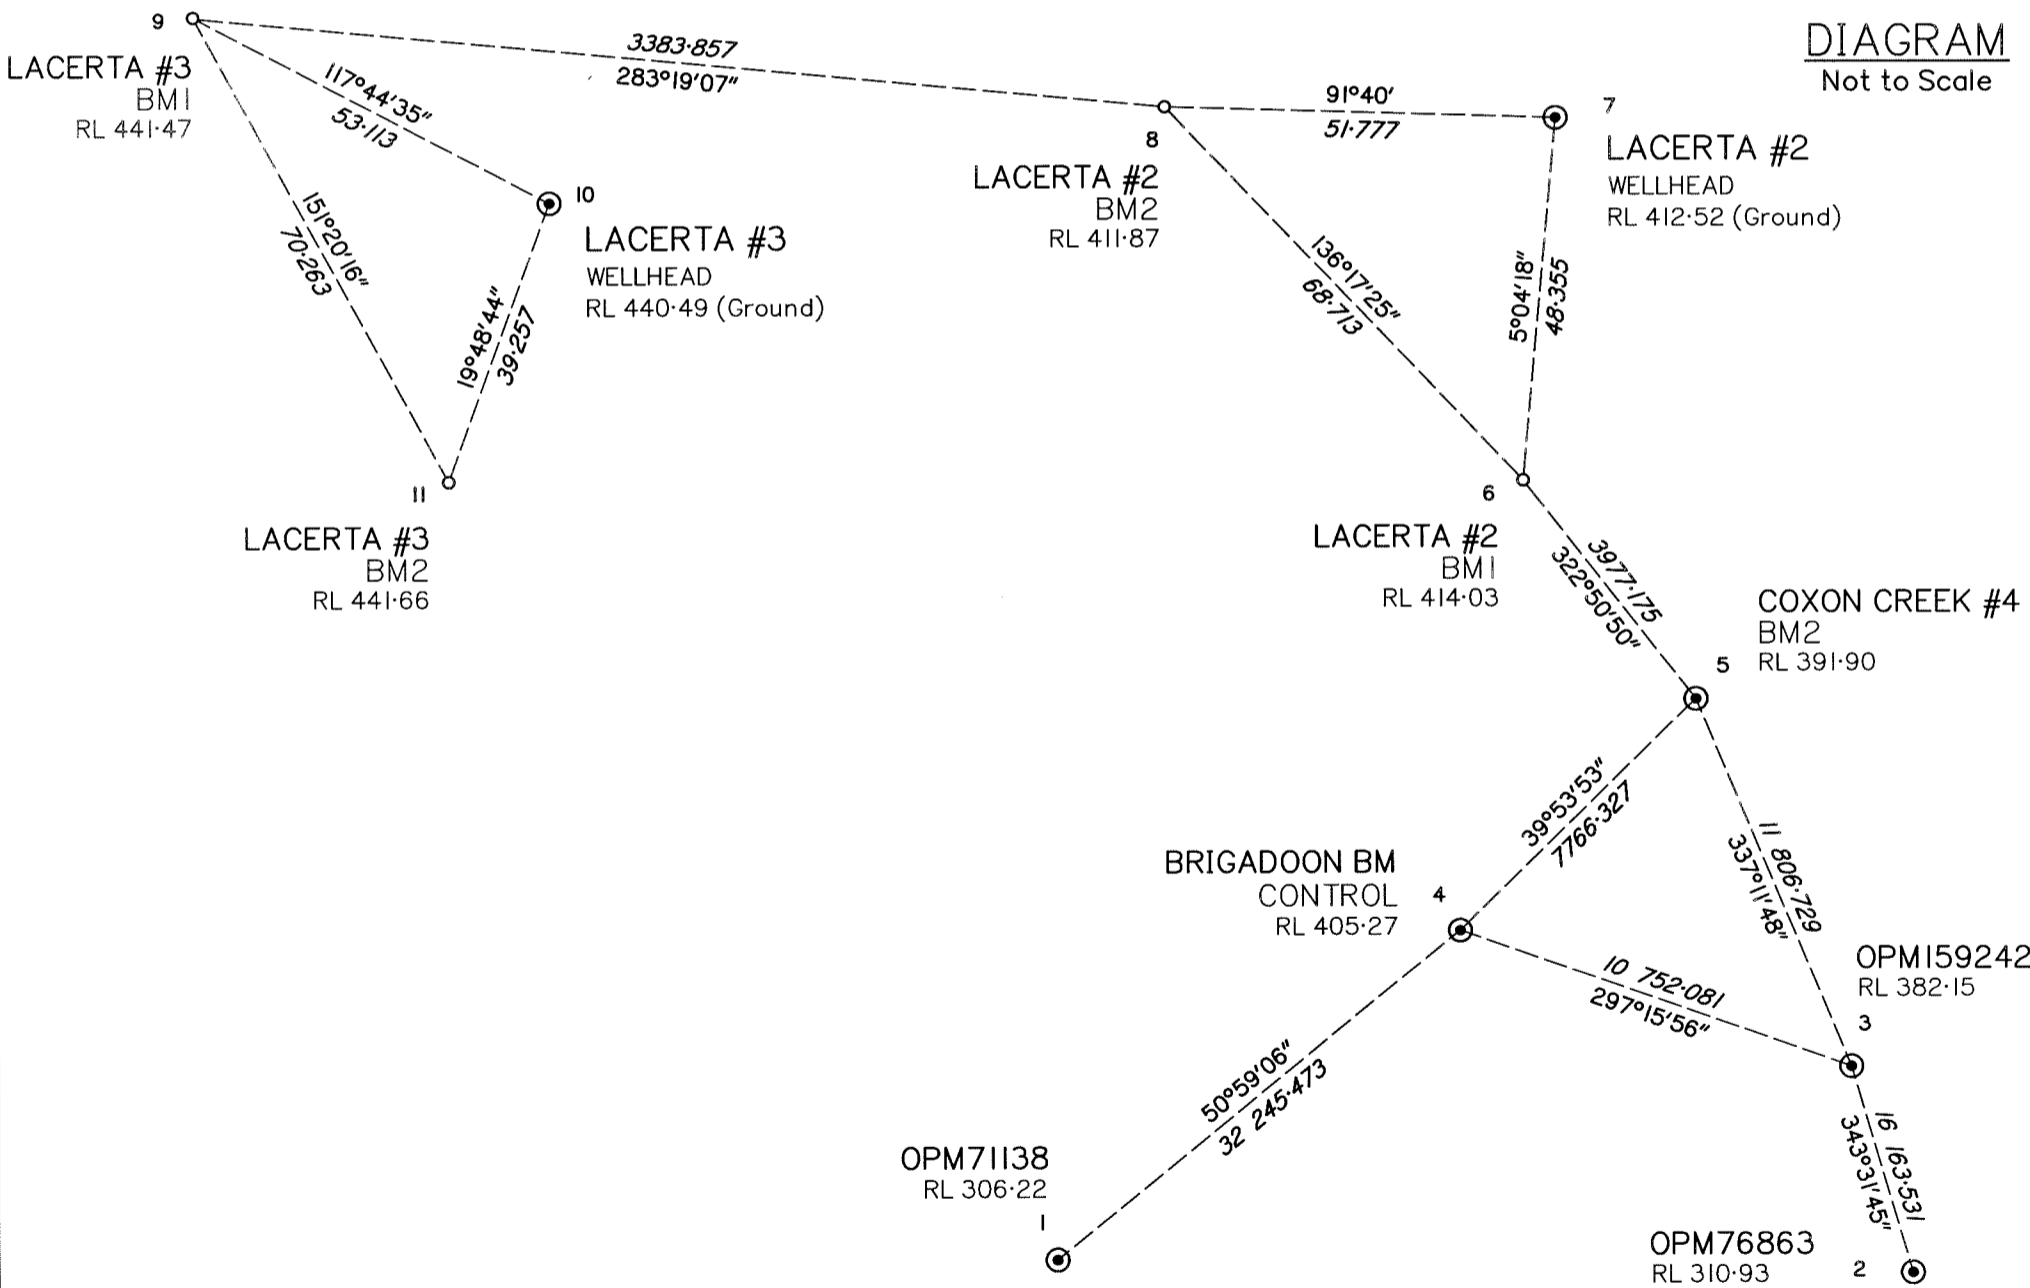 DIAGRAM
Not to Scale
9
LACERTA #3
BM1
RL 441·47
3383·857
283°19'07"
117°44'35"
53·113
151°20'16"
70·263
10
LACERTA #3
WELLHEAD
RL 440·49 (Ground)
19°48'44"
39·257
11
LACERTA #3
BM2
RL 441·66
8
LACERTA #2
BM2
RL 411·87
91°40'
51·777
7
LACERTA #2
WELLHEAD
RL 412·52 (Ground)
136°17'25"
68·713
5°04'18"
48·355
6
LACERTA #2
BM1
RL 414·03
3977·175
322°50'50"
COXON CREEK #4
BM2
RL 391·90
5
39°53'53"
7766·327
11 806·729
337°11'48"
BRIGADOON BM
CONTROL
RL 405·27
4
10 752·081
297°15'56"
OPM159242
RL 382·15
3
50°59'06"
32 245·473
16 163·531
343°31'45"
OPM71138
RL 306·22
1
OPM76863
RL 310·93
2